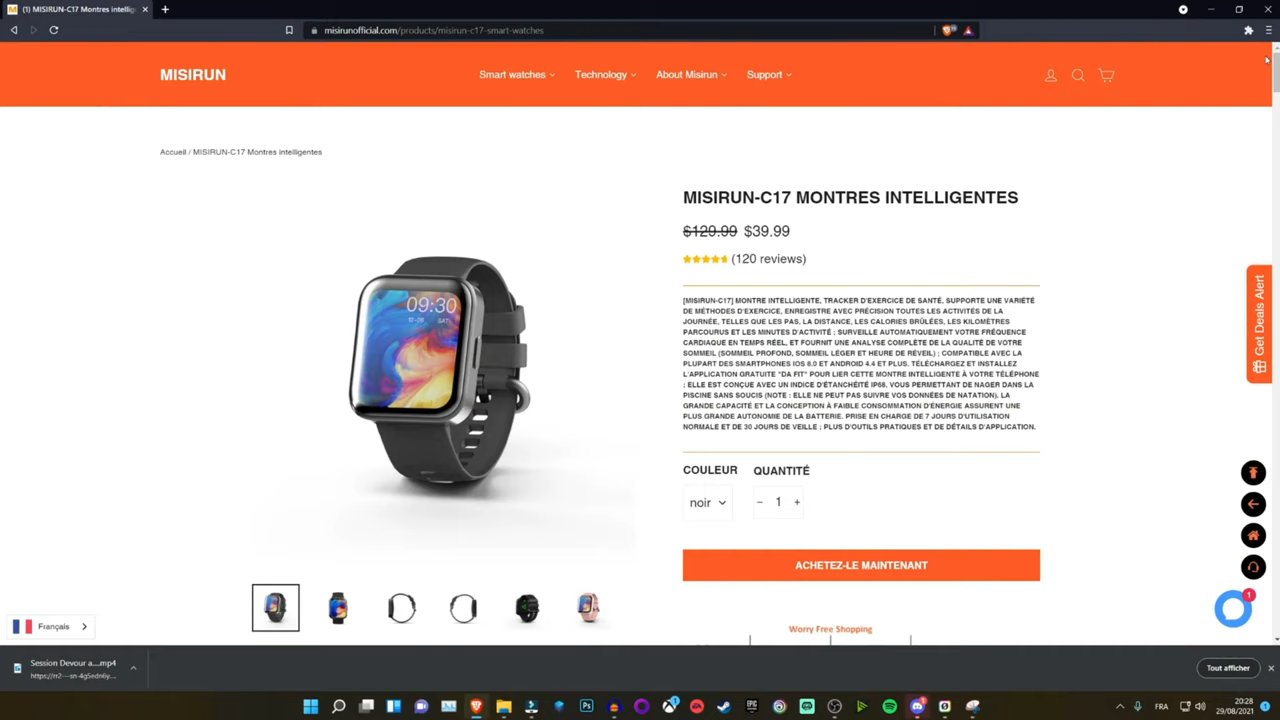 (1) MISIRUN-C17 Montres intellig
misirunofficial.com/products/misirun-c17-smart-watches
MISIRUN
Smart watches
Technology
About Misirun
Support
Accueil / MISIRUN-C17 Montres intelligentes
MISIRUN-C17 MONTRES INTELLIGENTES
$129.99 $39.99
(120 reviews)
[MISIRUN-C17] MONTRE INTELLIGENTE, TRACKER D'EXERCICE DE SANTÉ, SUPPORTE UNE VARIÉTÉ
DE MÉTHODES D'EXERCICE, ENREGISTRE AVEC PRÉCISION TOUTES LES ACTIVITÉS DE LA
JOURNÉE, TELLES QUE LES PAS, LA DISTANCE, LES CALORIES BRÛLÉES, LES KILOMÈTRES
PARCOURUS ET LES MINUTES D'ACTIVITÉ ; SURVEILLE AUTOMATIQUEMENT VOTRE FRÉQUENCE
CARDIAQUE EN TEMPS RÉEL, ET FOURNIT UNE ANALYSE COMPLÈTE DE LA QUALITÉ DE VOTRE
SOMMEIL (SOMMEIL PROFOND, SOMMEIL LÉGER ET HEURE DE RÉVEIL) ; COMPATIBLE AVEC LA
PLUPART DES SMARTPHONES IOS 8.0 ET ANDROID 4.4 ET PLUS. TÉLÉCHARGEZ ET INSTALLEZ
L'APPLICATION GRATUITE "DA FIT" POUR LIER CETTE MONTRE INTELLIGENTE À VOTRE TÉLÉPHONE
; ELLE EST CONÇUE AVEC UN INDICE D'ÉTANCHÉITÉ IP68, VOUS PERMETTANT DE NAGER DANS LA
PISCINE SANS SOUCIS (NOTE : ELLE NE PEUT PAS SUIVRE VOS DONNÉES DE NATATION). LA
GRANDE CAPACITÉ ET LA CONCEPTION À FAIBLE CONSOMMATION D'ÉNERGIE ASSURENT UNE
PLUS GRANDE AUTONOMIE DE LA BATTERIE. PRISE EN CHARGE DE 7 JOURS D'UTILISATION
NORMALE ET DE 30 JOURS DE VEILLE ; PLUS D'OUTILS PRATIQUES ET DE DÉTAILS D'APPLICATION.
09:30
SAT
COULEUR
QUANTITÉ
noir
− 1 +
ACHETEZ-LE MAINTENANT
Worry Free Shopping
Get Deals Alert
1
Français
Session Devour a....mp4
Tout afficher
FRA
20:28
29/08/2021